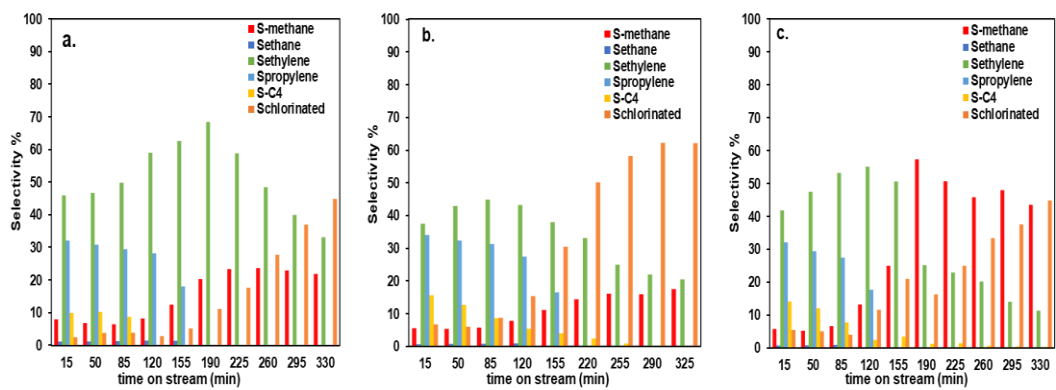 a.
S-methane
Sethane
Sethylene
Spropylene
S-C4
Schlorinated
100
90
80
70
60
50
40
30
20
10
0
Selectivity %
15 50 85 120 155 190 225 260 295 330
time on stream (min)
b.
S-methane
Sethane
Sethylene
Spropylene
S-C4
Schlorinated
100
90
80
70
60
50
40
30
20
10
0
Selectivity %
15 50 85 120 155 220 255 290 325
time on stream (min)
c.
S-methane
Sethane
Sethylene
Spropylene
S-C4
Schlorinated
100
90
80
70
60
50
40
30
20
10
0
Selectivity %
15 50 85 120 155 190 225 260 295 330
time on stream (min)